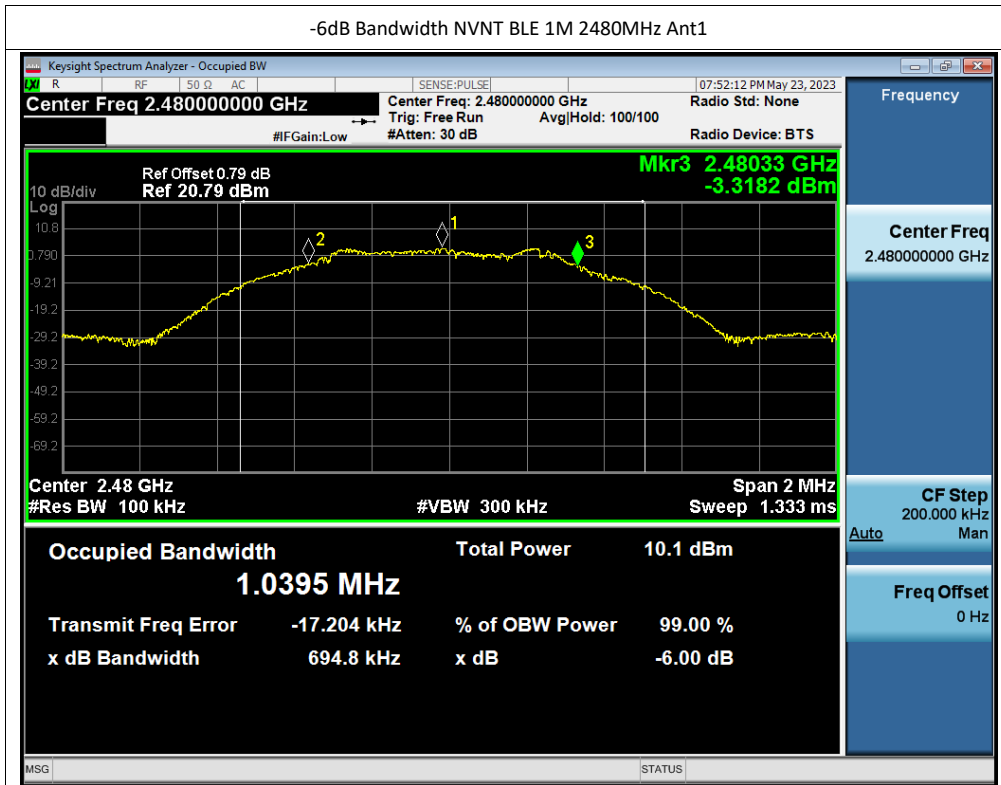 -6dB Bandwidth NVNT BLE 1M 2480MHz Ant1
Keysight Spectrum Analyzer - Occupied BW
LXI R RF 50 Ω AC SENSE:PULSE 07:52:12 PM May 23, 2023
Center Freq 2.480000000 GHz Center Freq: 2.480000000 GHz Radio Std: None
Trig: Free Run Avg|Hold: 100/100
#IFGain:Low #Atten: 30 dB Radio Device: BTS
Frequency
Mkr3 2.48033 GHz
-3.3182 dBm
Ref Offset 0.79 dB
10 dB/div Ref 20.79 dBm
Log
10.8
0.790
-9.21
-19.2
-29.2
-39.2
-49.2
-59.2
-69.2
1
2
3
Center 2.48 GHz Span 2 MHz
#Res BW 100 kHz #VBW 300 kHz Sweep 1.333 ms
Occupied Bandwidth Total Power 10.1 dBm
1.0395 MHz
Transmit Freq Error -17.204 kHz % of OBW Power 99.00 %
x dB Bandwidth 694.8 kHz x dB -6.00 dB
Center Freq
2.480000000 GHz
CF Step
200.000 kHz
Auto Man
Freq Offset
0 Hz
MSG STATUS